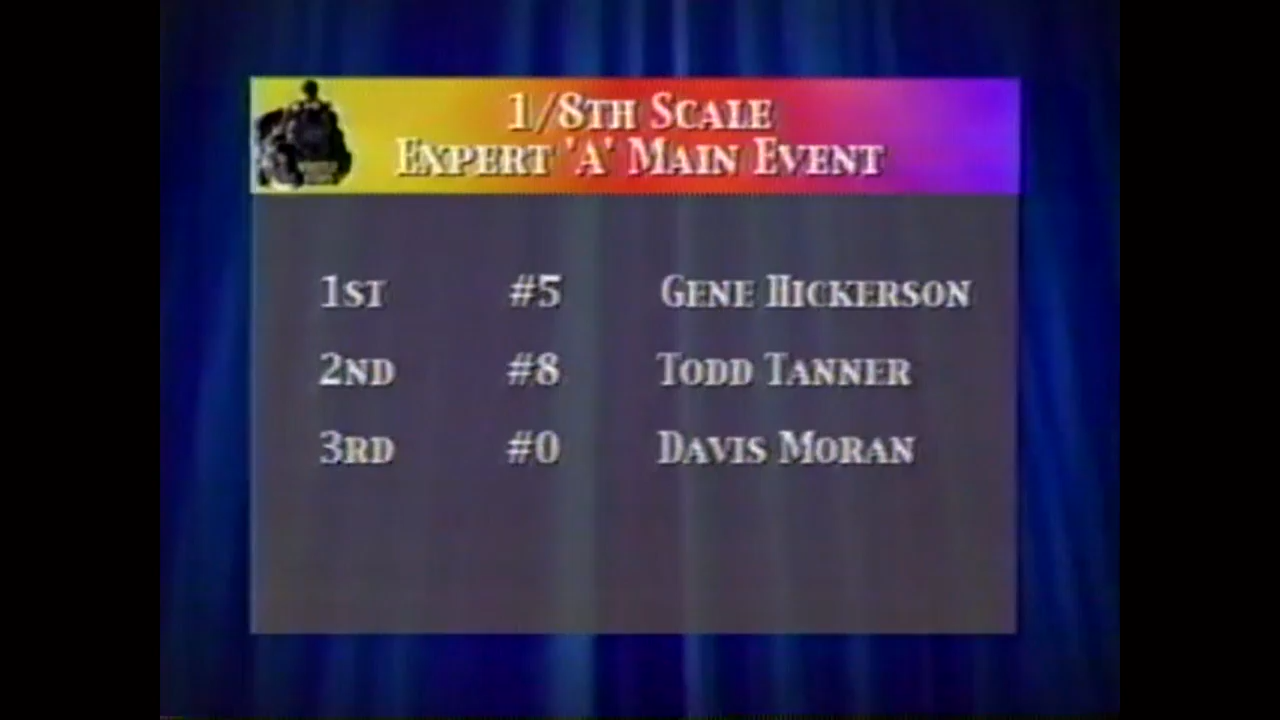 1/8TH SCALE
EXPERT 'A' MAIN EVENT
1ST #5 GENE HICKERSON
2ND #8 TODD TANNER
3RD #0 DAVIS MORAN